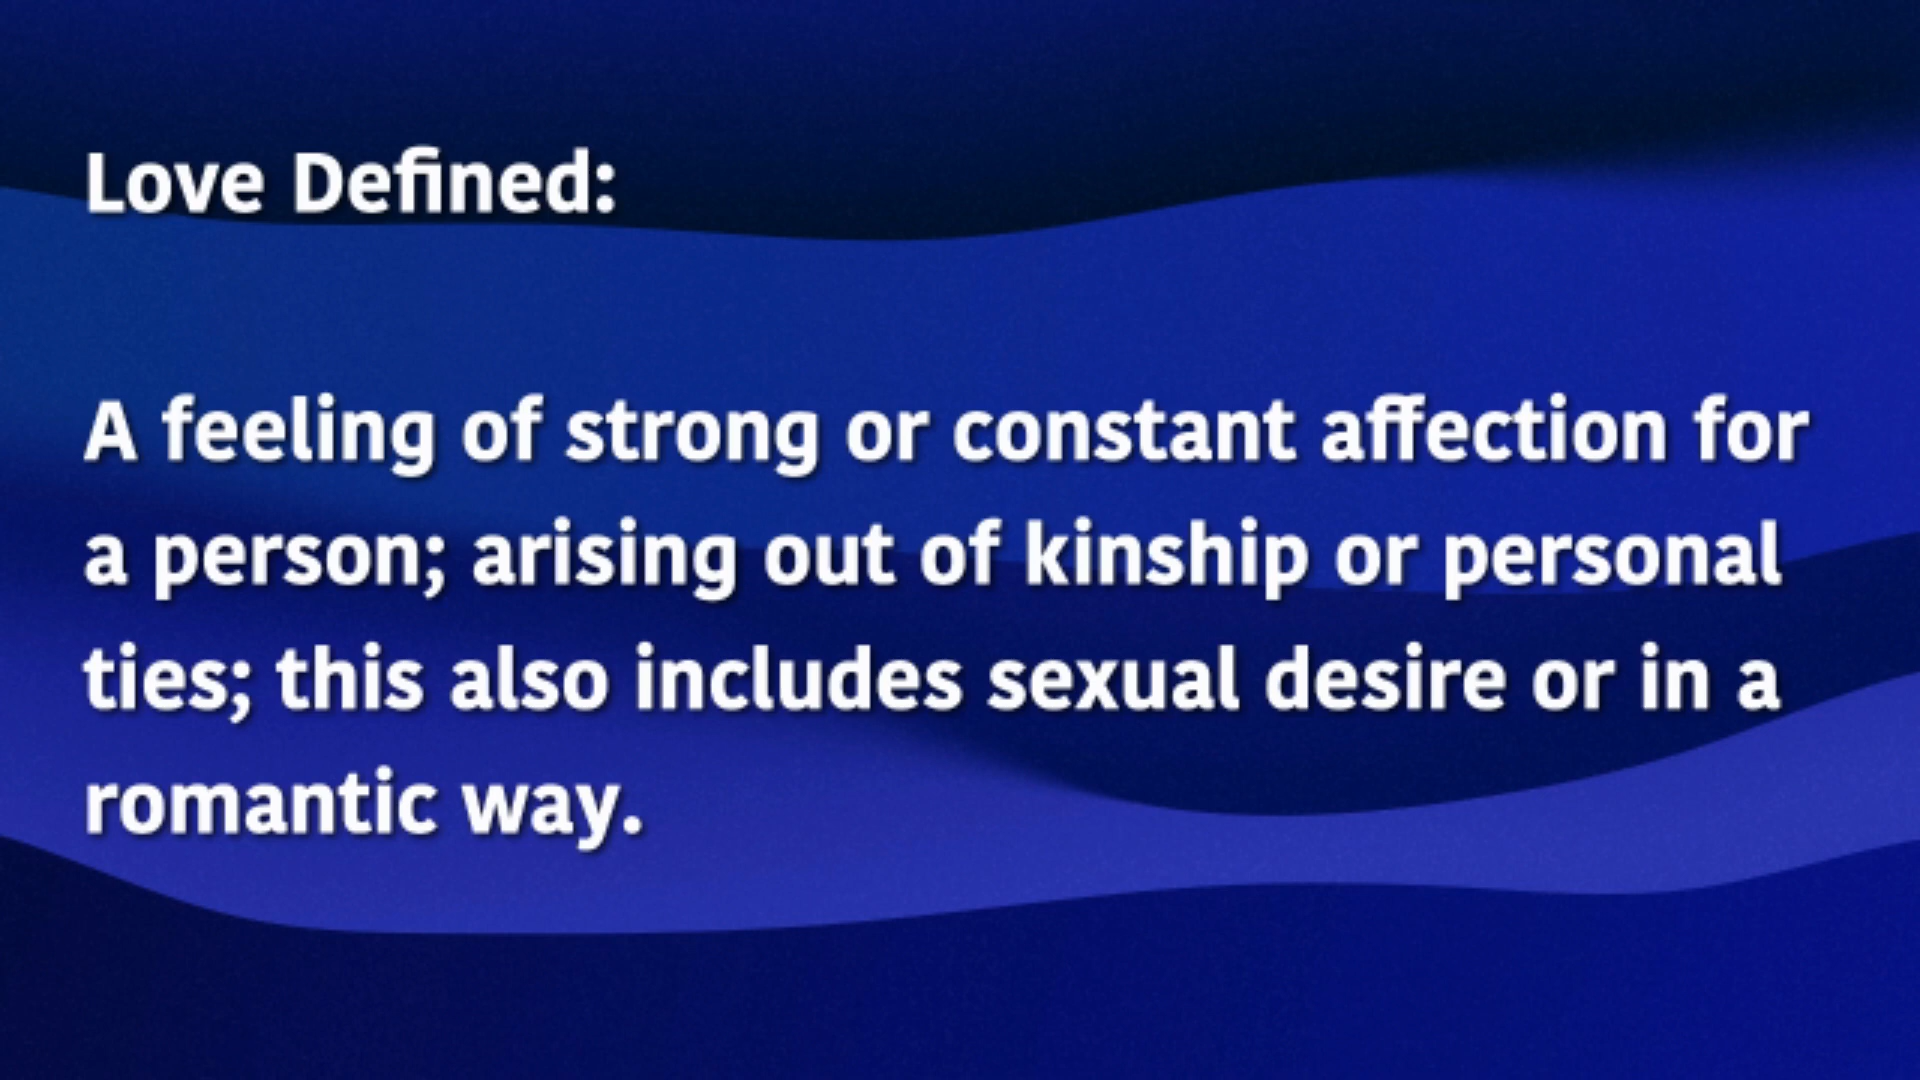 Love Defined:
A feeling of strong or constant affection for
a person; arising out of kinship or personal
ties; this also includes sexual desire or in a
romantic way.